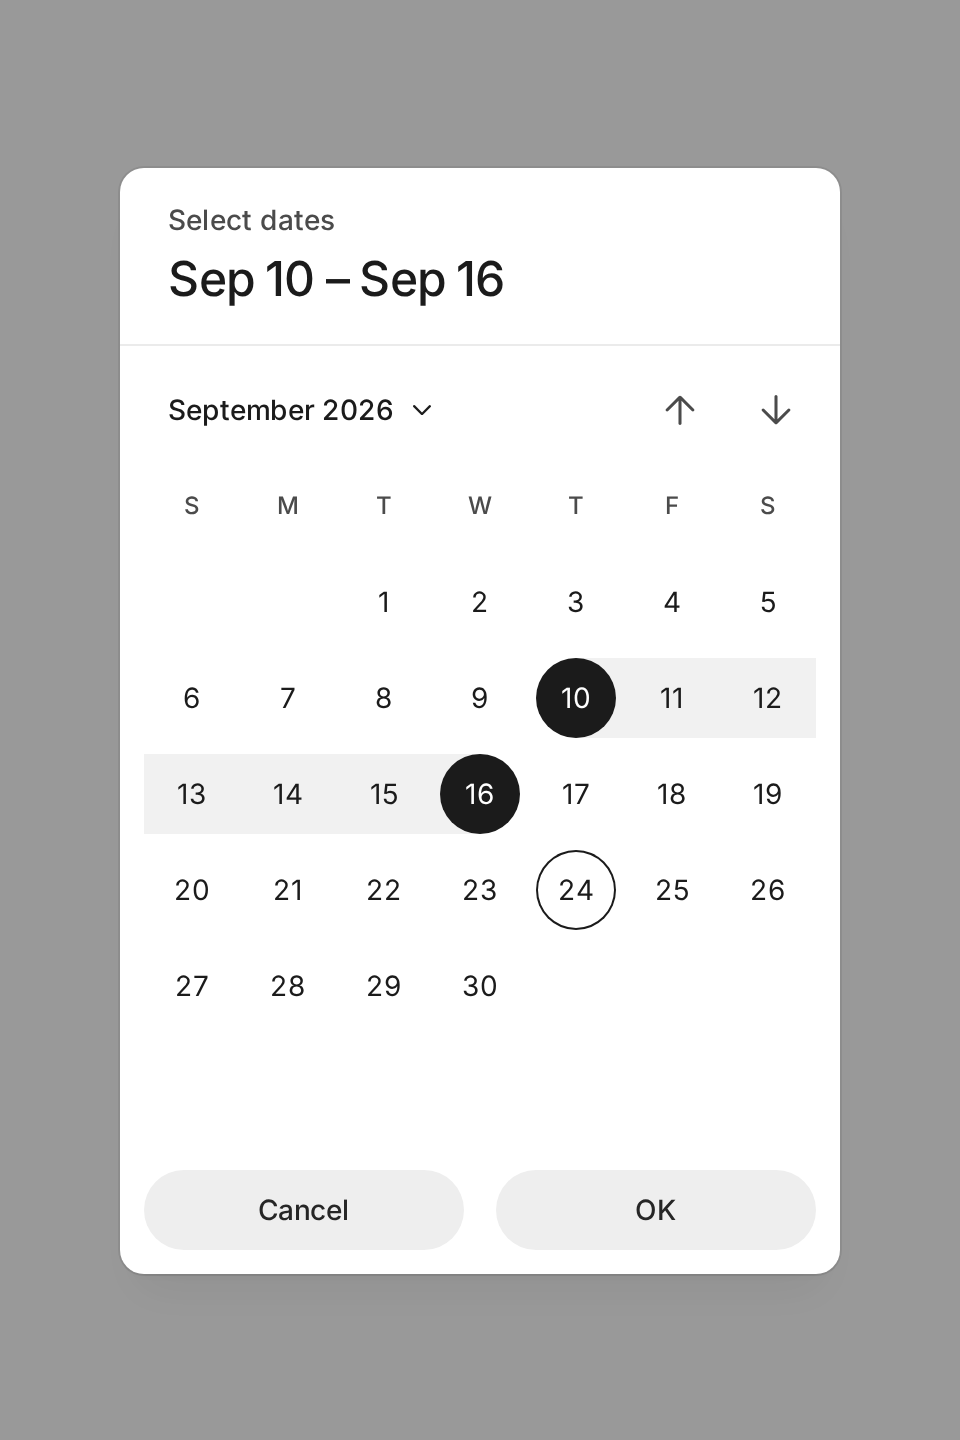 Select dates
Sep 10 – Sep 16
September 2026
S M T W T F S
1 2 3 4 5
6 7 8 9 10 11 12
13 14 15 16 17 18 19
20 21 22 23 24 25 26
27 28 29 30
Cancel OK